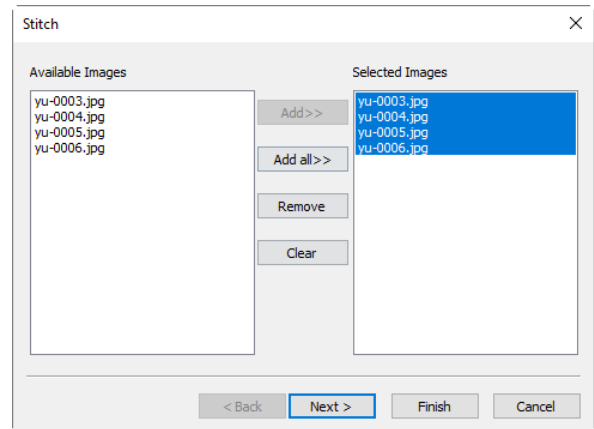 Stitch
Available Images
Selected Images
yu-0003.jpg
yu-0004.jpg
yu-0005.jpg
yu-0006.jpg
Add>>
Add all>>
Remove
Clear
yu-0003.jpg
yu-0004.jpg
yu-0005.jpg
yu-0006.jpg
< Back
Next >
Finish
Cancel